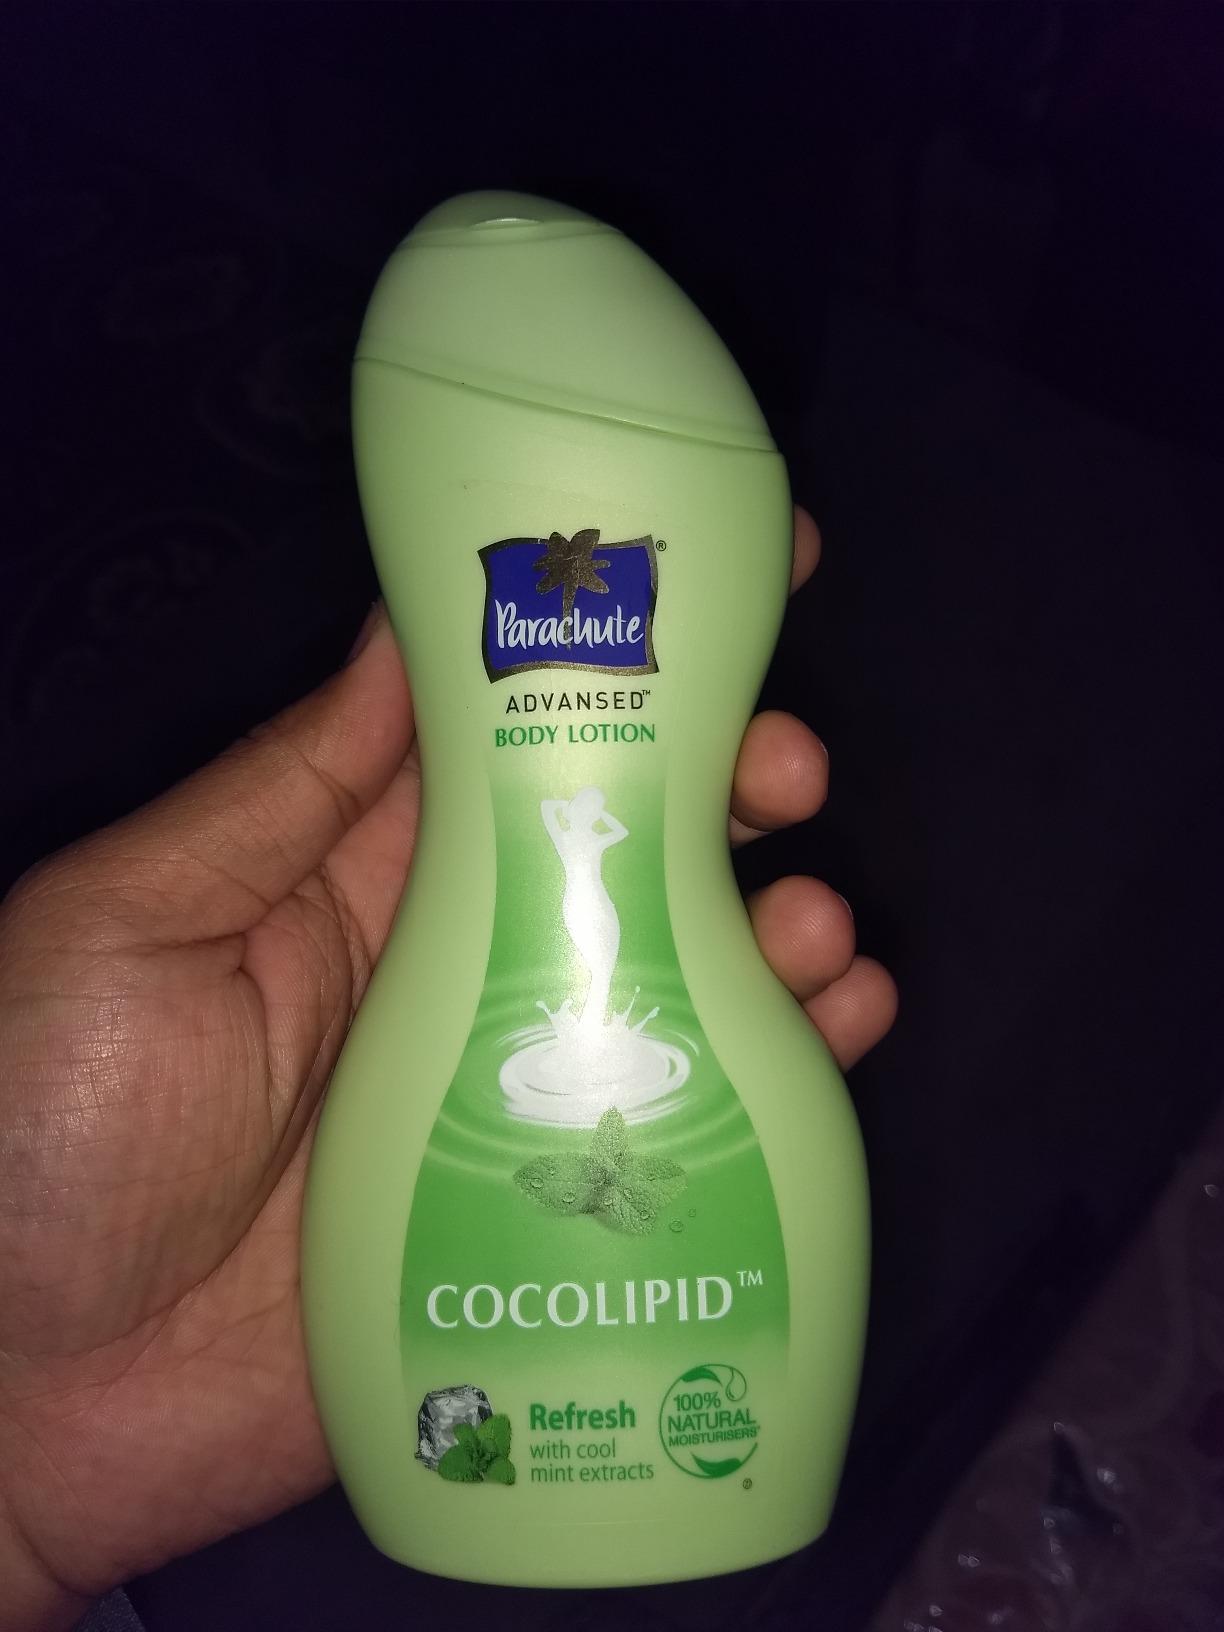 Parachute®
ADVANSED™
BODY LOTION
COCOLIPID™
Refresh
with cool
mint extracts
100%
NATURAL
MOISTURISERS*